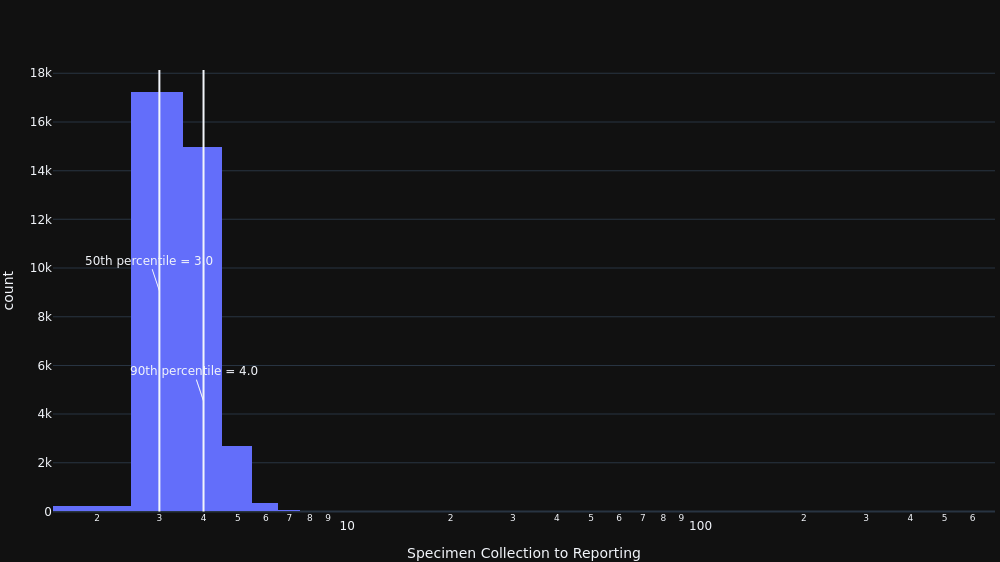 18k
16k
14k
12k
10k
8k
6k
4k
2k
0
count
50th percentile = 3.0
90th percentile = 4.0
2 3 4 5 6 7 8 9 10 2 3 4 5 6 7 8 9 100 2 3 4 5 6
Specimen Collection to Reporting